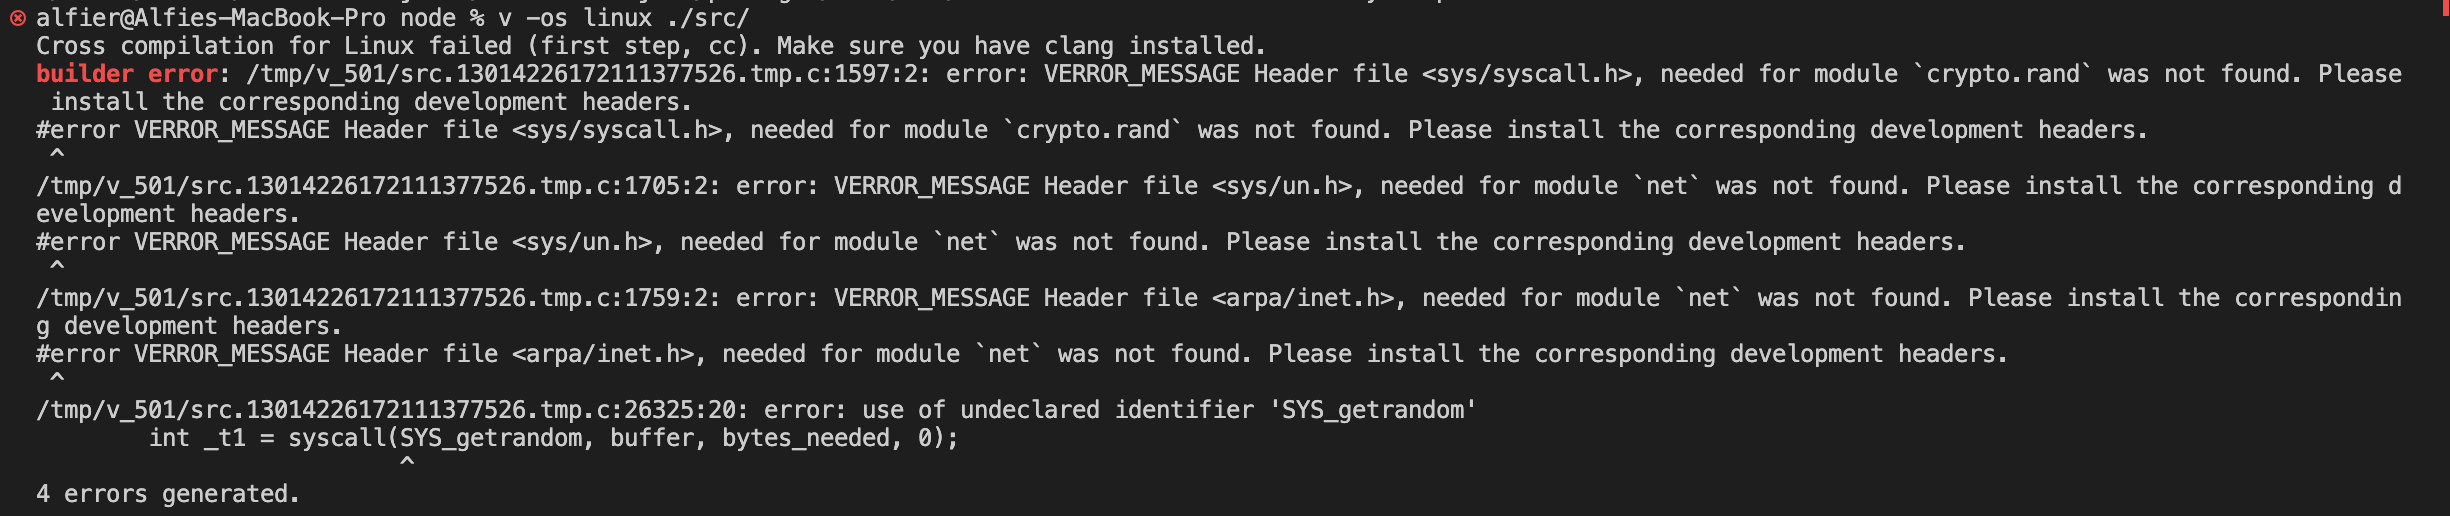 alfier@Alfies-MacBook-Pro node % v -os linux ./src/
Cross compilation for Linux failed (first step, cc). Make sure you have clang installed.
builder error: /tmp/v_501/src.13014226172111377526.tmp.c:1597:2: error: VERROR_MESSAGE Header file <sys/syscall.h>, needed for module `crypto.rand` was not found. Please
 install the corresponding development headers.
#error VERROR_MESSAGE Header file <sys/syscall.h>, needed for module `crypto.rand` was not found. Please install the corresponding development headers.
 ^
/tmp/v_501/src.13014226172111377526.tmp.c:1705:2: error: VERROR_MESSAGE Header file <sys/un.h>, needed for module `net` was not found. Please install the corresponding d
evelopment headers.
#error VERROR_MESSAGE Header file <sys/un.h>, needed for module `net` was not found. Please install the corresponding development headers.
 ^
/tmp/v_501/src.13014226172111377526.tmp.c:1759:2: error: VERROR_MESSAGE Header file <arpa/inet.h>, needed for module `net` was not found. Please install the correspondin
g development headers.
#error VERROR_MESSAGE Header file <arpa/inet.h>, needed for module `net` was not found. Please install the corresponding development headers.
 ^
/tmp/v_501/src.13014226172111377526.tmp.c:26325:20: error: use of undeclared identifier 'SYS_getrandom'
        int _t1 = syscall(SYS_getrandom, buffer, bytes_needed, 0);
                          ^
4 errors generated.